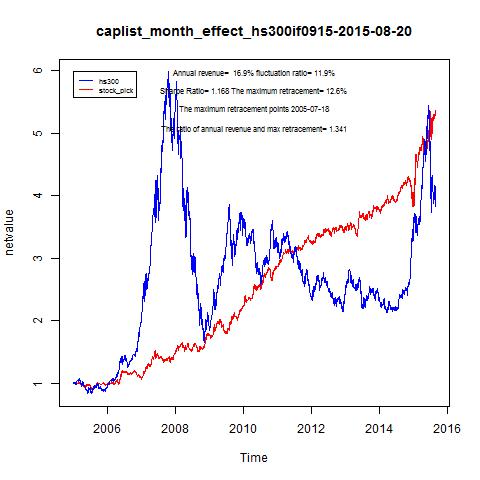 caplist_month_effect_hs300if0915-2015-08-20
Annual revenue= 16.9% fluctuation ratio= 11.9%
Sharpe Ratio= 1.168 The maximum retracement= 12.6%
The maximum retracement points 2005-07-18
The ratio of annual revenue and max retracement= 1.341
hs300
stock_pick
netvalue
6
5
4
3
2
1
2006 2008 2010 2012 2014 2016
Time